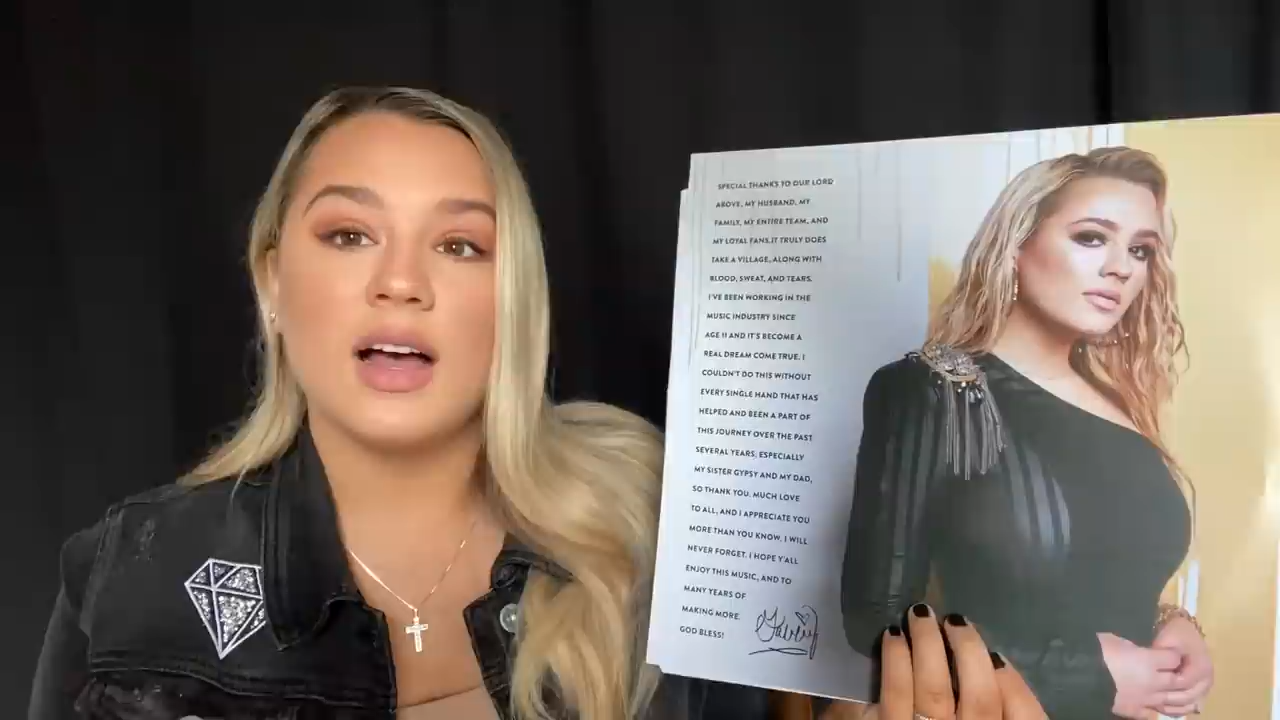 SPECIAL THANKS TO OUR LORD
ABOVE, MY HUSBAND, MY
FAMILY, MY ENTIRE TEAM, AND
MY LOYAL FANS.IT TRULY DOES
TAKE A VILLAGE, ALONG WITH
BLOOD, SWEAT, AND TEARS.
I'VE BEEN WORKING IN THE
MUSIC INDUSTRY SINCE
AGE 11 AND IT'S BECOME A
REAL DREAM COME TRUE. I
COULDN'T DO THIS WITHOUT
EVERY SINGLE HAND THAT HAS
HELPED AND BEEN A PART OF
THIS JOURNEY OVER THE PAST
SEVERAL YEARS, ESPECIALLY
MY SISTER GYPSY AND MY DAD,
SO THANK YOU. MUCH LOVE
TO ALL, AND I APPRECIATE YOU
MORE THAN YOU KNOW. I WILL
NEVER FORGET. I HOPE Y'ALL
ENJOY THIS MUSIC, AND TO
MANY YEARS OF
MAKING MORE.
GOD BLESS!